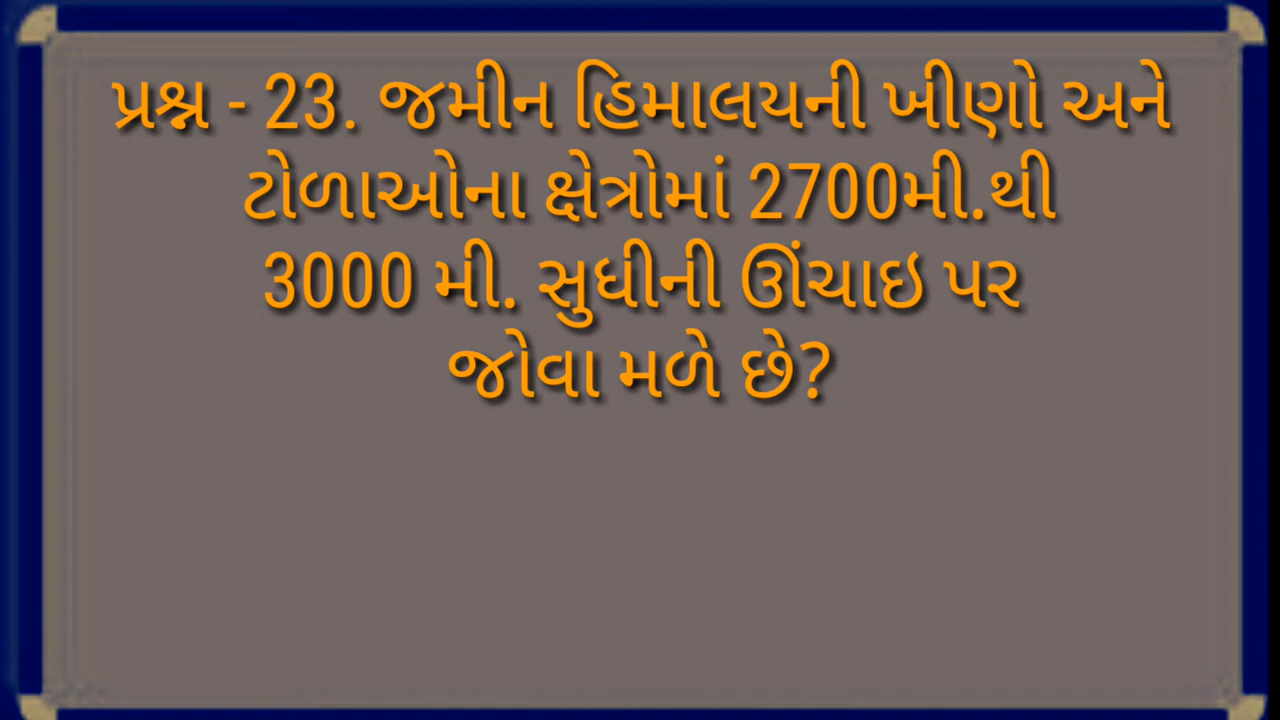 પ્રશ્ન - 23. જમીન હિમાલયની ખીણો અને
ટોળાઓના ક્ષેત્રોમાં 2700મી.થી
3000 મી. સુધીની ઊંચાઇ પર
જોવા મળે છે?